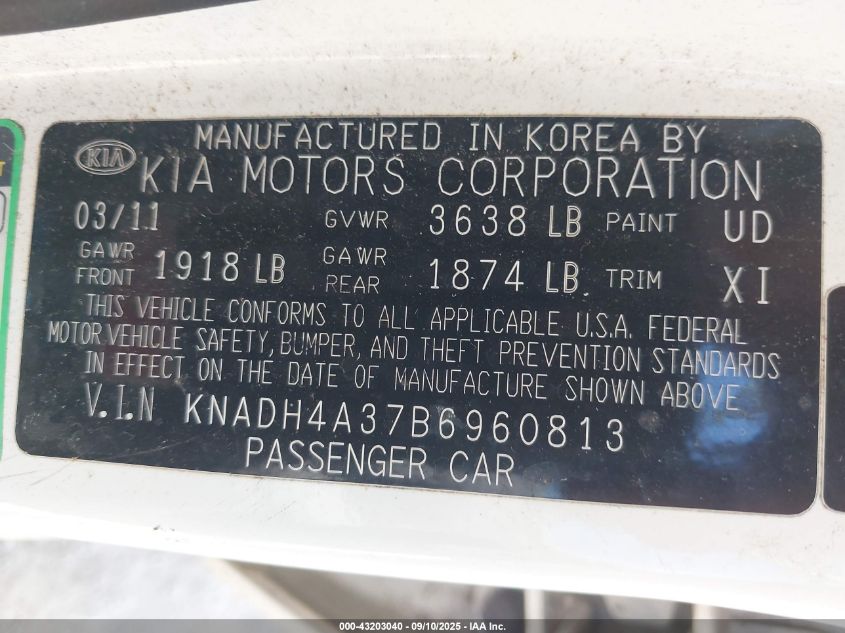 MANUFACTURED IN KOREA BY
KIA KIA MOTORS CORPORATION
03/11 GVWR 3638 LB PAINT UD
GAWR FRONT 1918 LB GAWR REAR 1874 LB TRIM XI
THIS VEHICLE CONFORMS TO ALL APPLICABLE U.S.A. FEDERAL
MOTOR VEHICLE SAFETY, BUMPER, AND THEFT PREVENTION STANDARDS
IN EFFECT ON THE DATE OF MANUFACTURE SHOWN ABOVE
V.I.N KNADH4A37B6960813
PASSENGER CAR
000-43203040 - 09/10/2025 - IAA Inc.